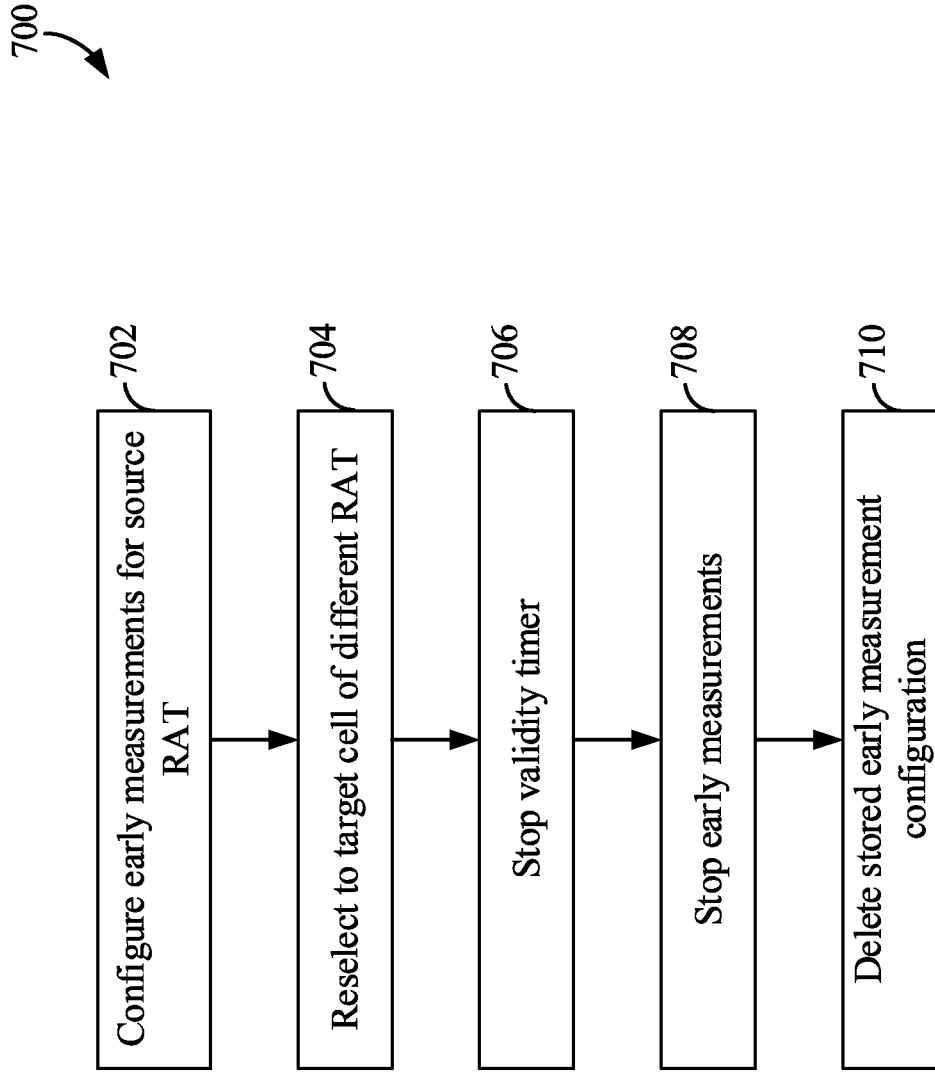 700
Configure early measurements for source
RAT
702
Reselect to target cell of different RAT
704
Stop validity timer
706
Stop early measurements
708
Delete stored early measurement
configuration
710